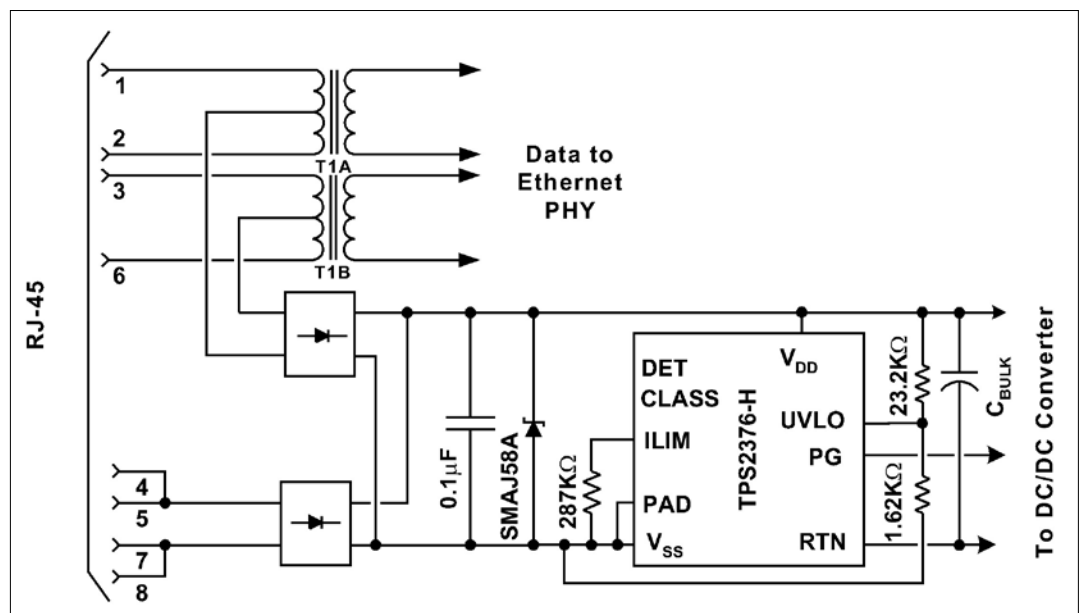 RJ-45
1
2
3
6
T1A
T1B
Data to
Ethernet
PHY
4
5
7
8
0.1μF
SMAJ58A
287KΩ
DET
CLASS
ILIM
PAD
VSS
TPS2376-H
VDD
UVLO
PG
RTN
23.2KΩ
1.62KΩ
CBULK
To DC/DC Converter